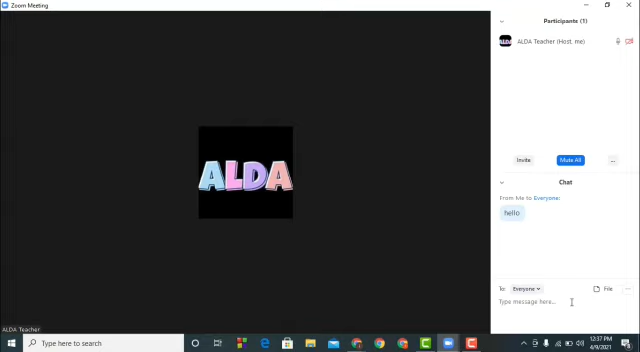 Zoom Meeting
Participants (1)
ALDA
ALDA Teacher (Host, me)
ALDA
Invite
Mute All
...
Chat
From Me to Everyone:
hello
To: Everyone
File
...
Type message here...
ALDA Teacher
Type here to search
12:37 PM
4/9/2021